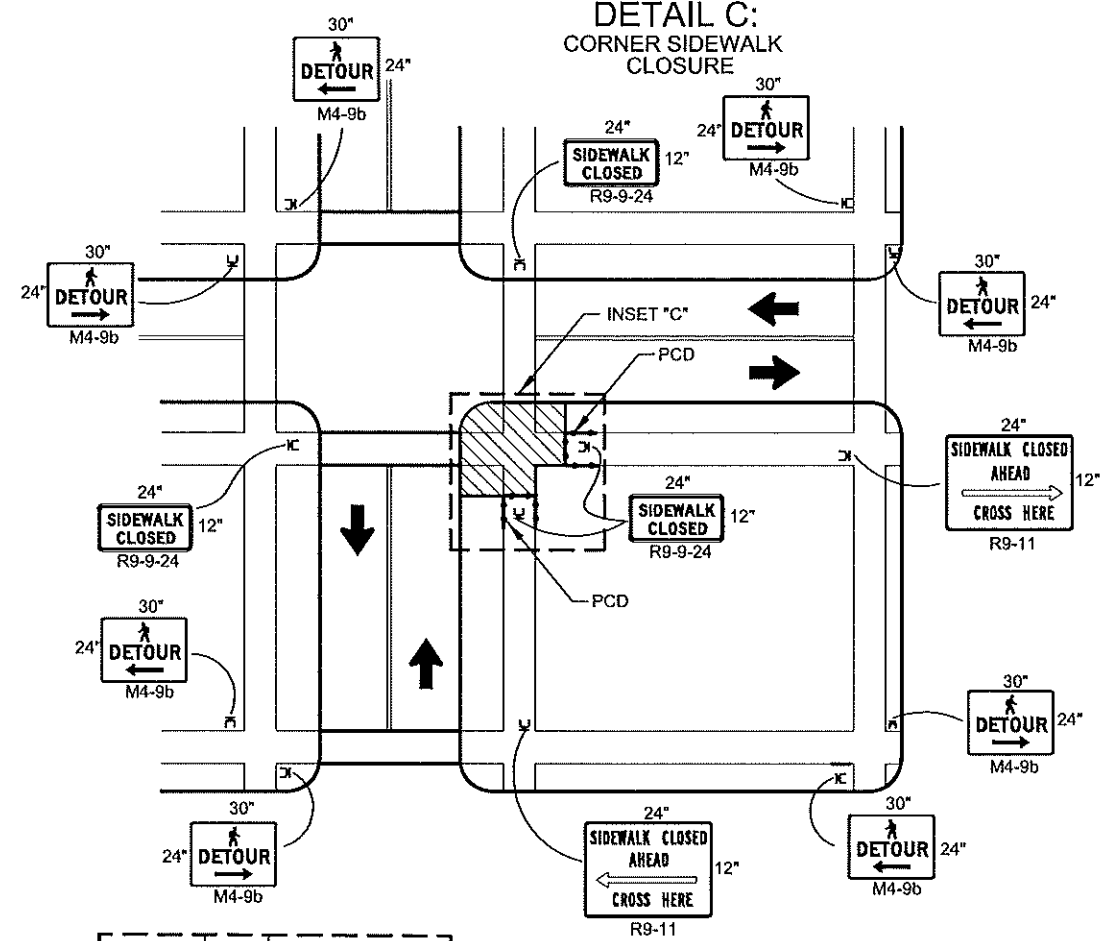 DETAIL C:
CORNER SIDEWALK
CLOSURE
30"
DETOUR
24"
M4-9b
24"
SIDEWALK
CLOSED
12"
R9-9-24
30"
24"
DETOUR
M4-9b
30"
24"
DETOUR
M4-9b
30"
DETOUR
24"
M4-9b
INSET "C"
PCD
24"
SIDEWALK CLOSED
AHEAD
12"
CROSS HERE
R9-11
24"
SIDEWALK
CLOSED
12"
R9-9-24
24"
SIDEWALK
CLOSED
12"
R9-9-24
PCD
30"
24"
DETOUR
M4-9b
30"
DETOUR
24"
M4-9b
30"
24"
DETOUR
M4-9b
24"
SIDEWALK CLOSED
AHEAD
12"
CROSS HERE
R9-11
30"
DETOUR
24"
M4-9b